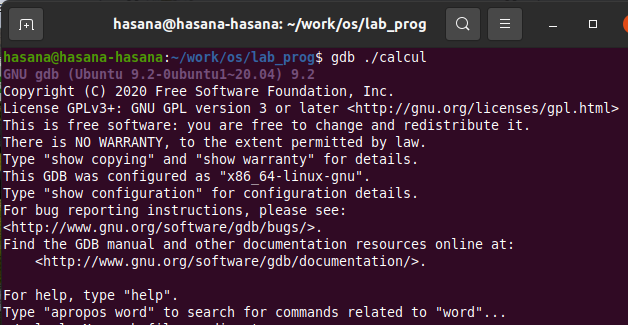 hasana@hasana-hasana: ~/work/os/lab_prog
hasana@hasana-hasana:~/work/os/lab_prog$ gdb ./calcul
GNU gdb (Ubuntu 9.2-0ubuntu1~20.04) 9.2
Copyright (C) 2020 Free Software Foundation, Inc.
License GPLv3+: GNU GPL version 3 or later <http://gnu.org/licenses/gpl.html>
This is free software: you are free to change and redistribute it.
There is NO WARRANTY, to the extent permitted by law.
Type "show copying" and "show warranty" for details.
This GDB was configured as "x86_64-linux-gnu".
Type "show configuration" for configuration details.
For bug reporting instructions, please see:
<http://www.gnu.org/software/gdb/bugs/>.
Find the GDB manual and other documentation resources online at:
    <http://www.gnu.org/software/gdb/documentation/>.
For help, type "help".
Type "apropos word" to search for commands related to "word"...